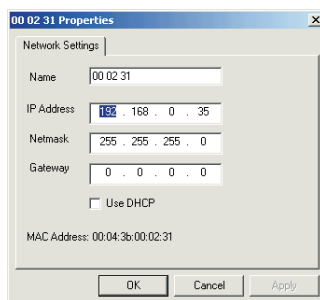 00 02 31 Properties
Network Settings
Name 00 02 31
IP Address 192 . 168 . 0 . 35
Netmask 255 . 255 . 255 . 0
Gateway 0 . 0 . 0 . 0
Use DHCP
MAC Address: 00:04:3b:00:02:31
OK Cancel Apply